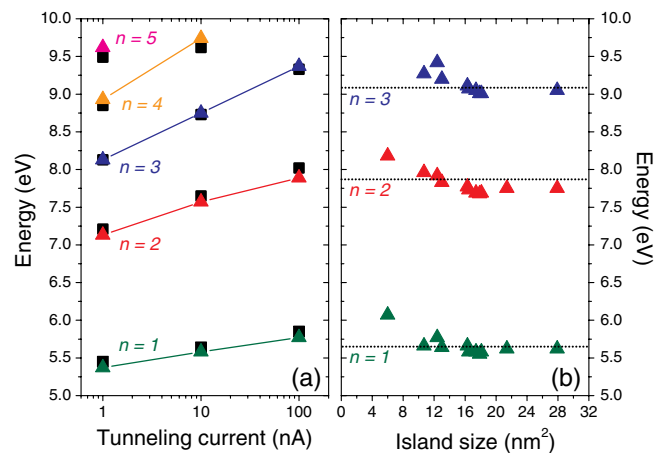 10.0
9.5
9.0
8.5
8.0
7.5
7.0
6.5
6.0
5.5
5.0
Energy (eV)
n = 5
n = 4
n = 3
n = 2
n = 1
(a)
1
10
100
Tunneling current (nA)
n = 3
n = 2
n = 1
(b)
0
4
8
12
16
20
24
28
32
Island size (nm²)
10.0
9.5
9.0
8.5
8.0
7.5
7.0
6.5
6.0
5.5
5.0
Energy (eV)